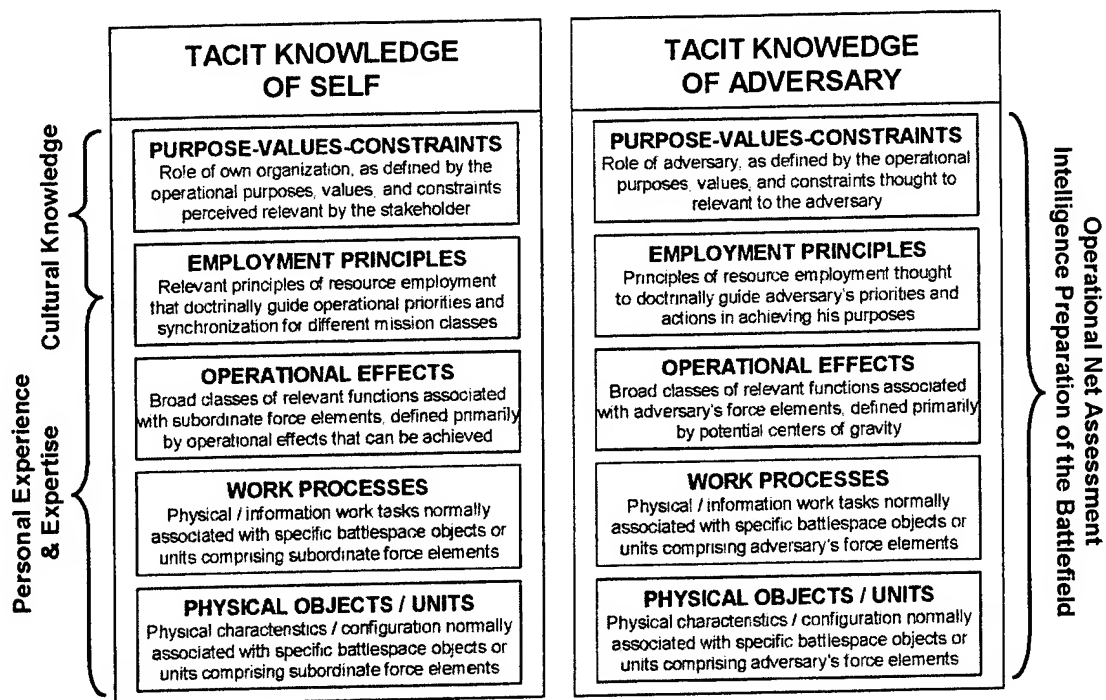 TACIT KNOWLEDGE
OF SELF
PURPOSE-VALUES-CONSTRAINTS
Role of own organization, as defined by the
operational purposes, values, and constraints
perceived relevant by the stakeholder
EMPLOYMENT PRINCIPLES
Relevant principles of resource employment
that doctrinally guide operational priorities and
synchronization for different mission classes
OPERATIONAL EFFECTS
Broad classes of relevant functions associated
with subordinate force elements, defined primarily
by operational effects that can be achieved
WORK PROCESSES
Physical / information work tasks normally
associated with specific battlespace objects or
units comprising subordinate force elements
PHYSICAL OBJECTS / UNITS
Physical characteristics / configuration normally
associated with specific battlespace objects or
units comprising subordinate force elements
TACIT KNOWEDGE
OF ADVERSARY
PURPOSE-VALUES-CONSTRAINTS
Role of adversary, as defined by the operational
purposes, values, and constraints thought to
relevant to the adversary
EMPLOYMENT PRINCIPLES
Principles of resource employment thought
to doctrinally guide adversary's priorities and
actions in achieving his purposes
OPERATIONAL EFFECTS
Broad classes of relevant functions associated
with adversary's force elements, defined primarily
by potential centers of gravity
WORK PROCESSES
Physical / information work tasks normally
associated with specific battlespace objects or
units comprising adversary's force elements
PHYSICAL OBJECTS / UNITS
Physical characteristics / configuration normally
associated with specific battlespace objects or
units comprising adversary's force elements
Cultural Knowledge
Personal Experience
& Expertise
Operational Net Assessment
Intelligence Preparation of the Battlefield